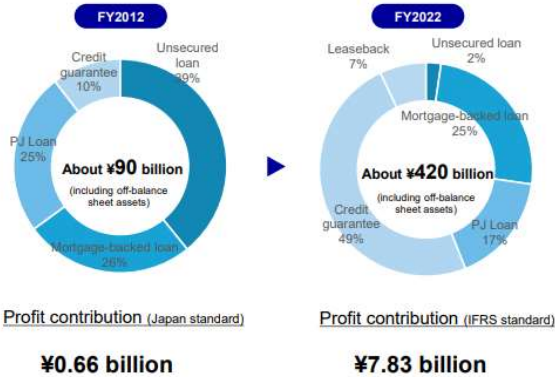 FY2012
Unsecured
loan
39%
Credit
guarantee
10%
PJ Loan
25%
About ¥90 billion
(including off-balance
sheet assets)
Mortgage-backed loan
26%
Profit contribution (Japan standard)
¥0.66 billion
FY2022
Leaseback
7%
Unsecured loan
2%
Mortgage-backed loan
25%
About ¥420 billion
(including off-balance
sheet assets)
Credit
guarantee
49%
PJ Loan
17%
Profit contribution (IFRS standard)
¥7.83 billion